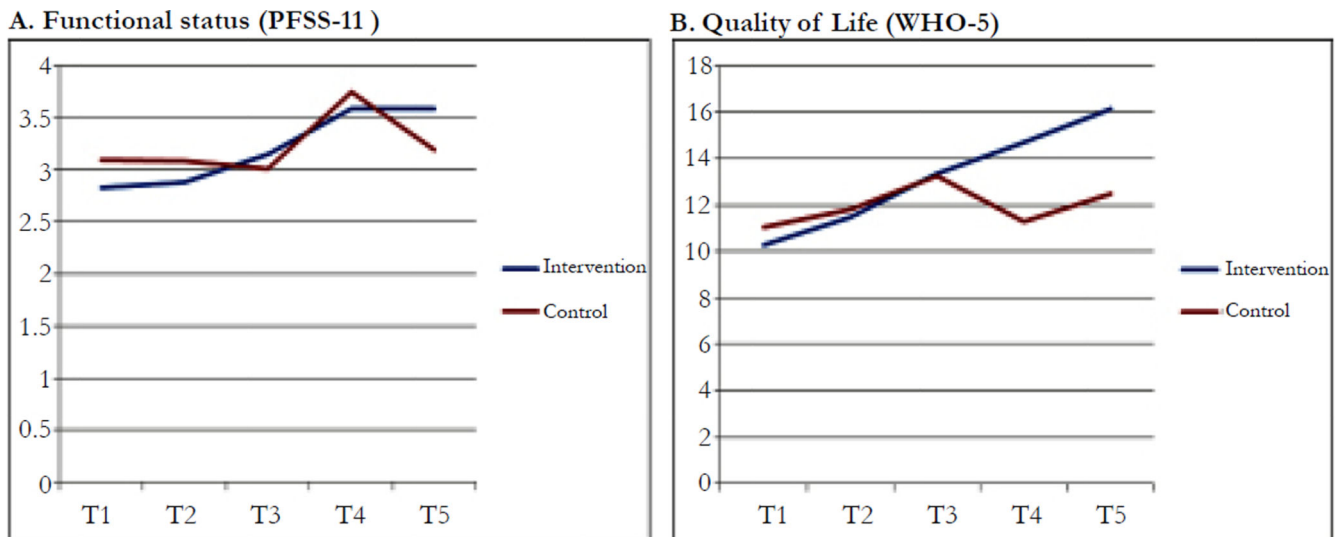 A. Functional status (PFSS-11 )
4
3.5
3
2.5
2
1.5
1
0.5
0
T1 T2 T3 T4 T5
Intervention
Control
B. Quality of Life (WHO-5)
18
16
14
12
10
8
6
4
2
0
T1 T2 T3 T4 T5
Intervention
Control